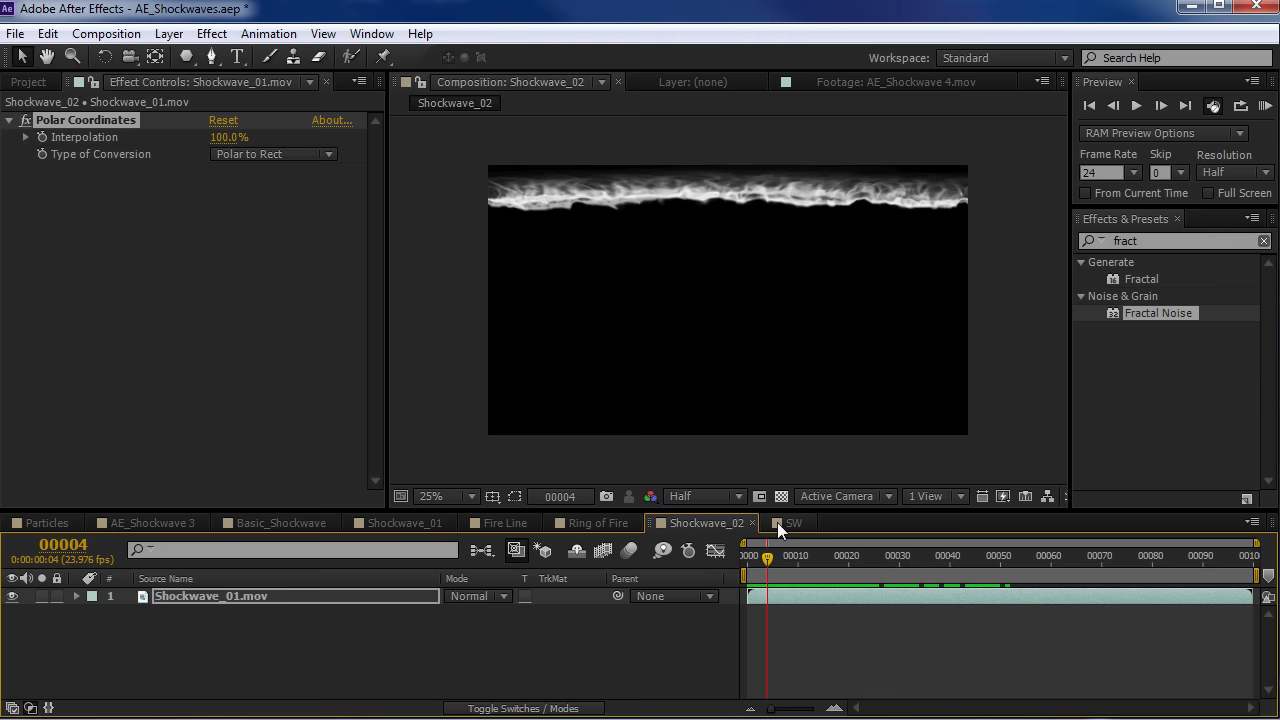 Ae Adobe After Effects - AE_Shockwaves.aep *
File Edit Composition Layer Effect Animation View Window Help
Workspace: Standard Search Help
Project Effect Controls: Shockwave_01.mov
Composition: Shockwave_02 Layer: (none) Footage: AE_Shockwave 4.mov
Preview
Shockwave_02 • Shockwave_01.mov
Shockwave_02
fx Polar Coordinates Reset About...
Interpolation 100.0%
Type of Conversion Polar to Rect
RAM Preview Options
Frame Rate Skip Resolution
24 0 Half
From Current Time Full Screen
Effects & Presets
fract
Generate
16 Fractal
Noise & Grain
32 Fractal Noise
25% 00004 Half Active Camera 1 View
Particles AE_Shockwave 3 Basic_Shockwave Shockwave_01 Fire Line Ring of Fire Shockwave_02 SW
00004
0:00:00:04 (23.976 fps)
0000 00010 00020 00030 00040 00050 00060 00070 00080 00090 0010
# Source Name Mode T TrkMat Parent
1 Shockwave_01.mov Normal None
Toggle Switches / Modes